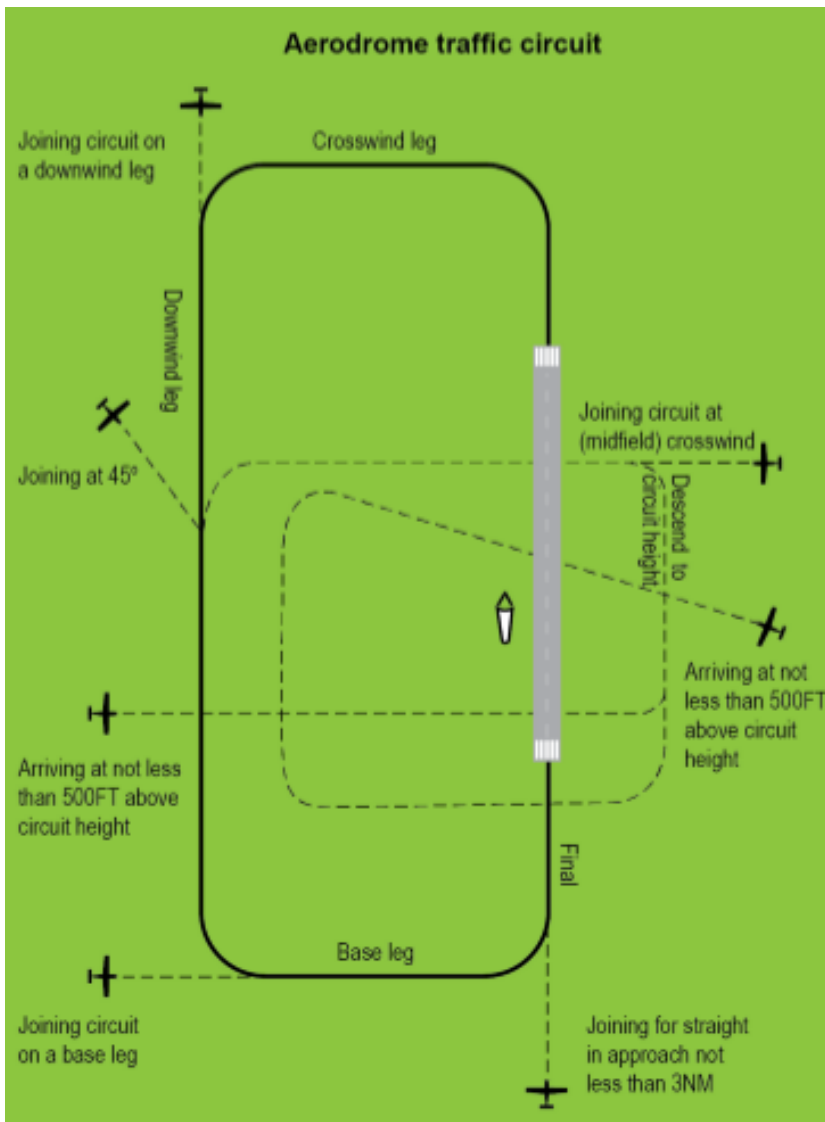 Aerodrome traffic circuit
Joining circuit on
a downwind leg
Crosswind leg
Downwind leg
Joining at 45º
Joining circuit at
(midfield) crosswind
Descend to
circuit height
Arriving at not
less than 500FT
above circuit
height
Arriving at not less
than 500FT above
circuit height
Final
Base leg
Joining circuit
on a base leg
Joining for straight
in approach not
less than 3NM